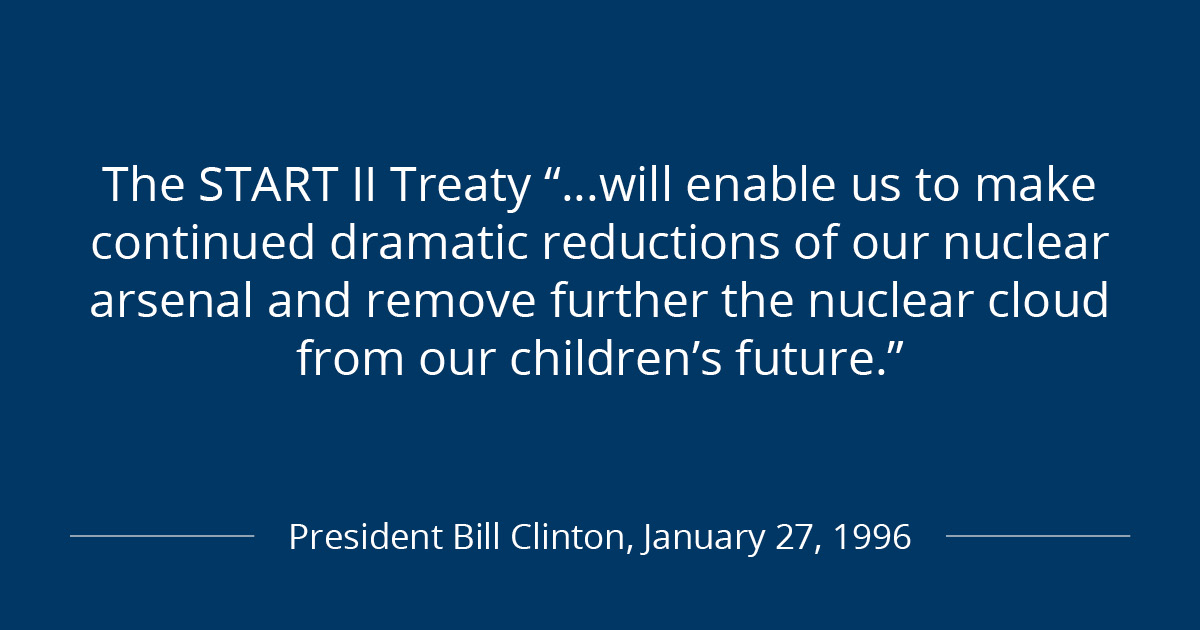 The START II Treaty “...will enable us to make
continued dramatic reductions of our nuclear
arsenal and remove further the nuclear cloud
from our children’s future.”
President Bill Clinton, January 27, 1996